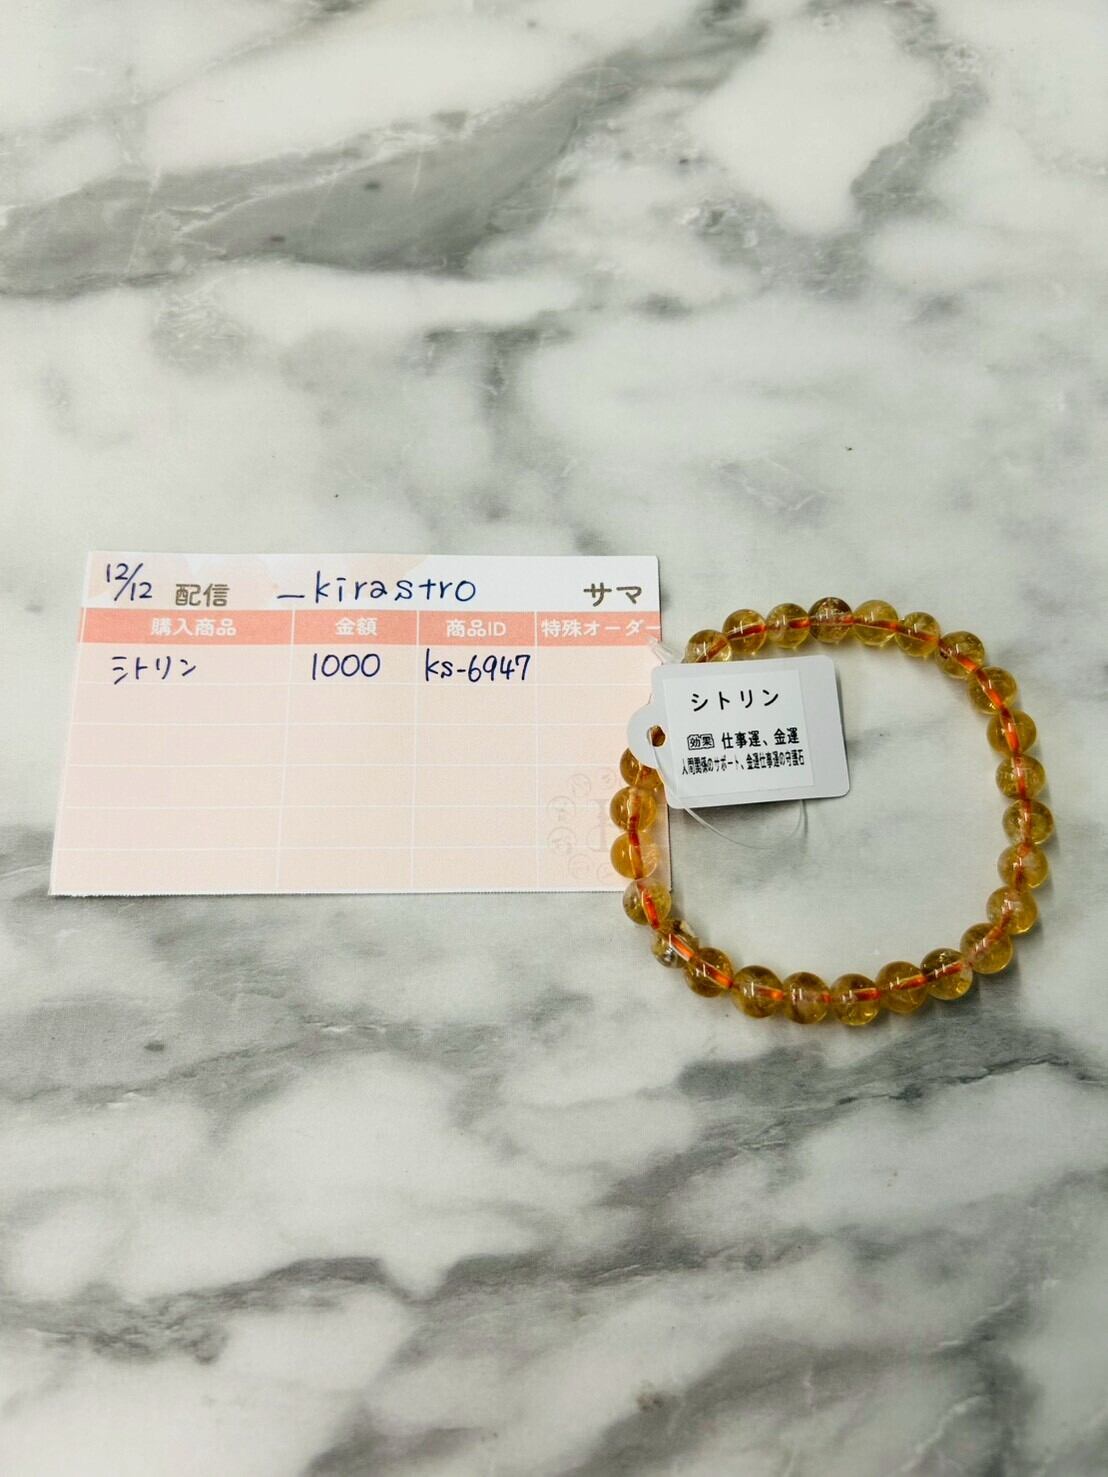 12/12 配信 _kirastro サマ
購入商品 金額 商品ID 特殊オーダー
シトリン 1000 ks-6947
シトリン
効果 仕事運、金運
人間関係のサポート、金運仕事運の守護石